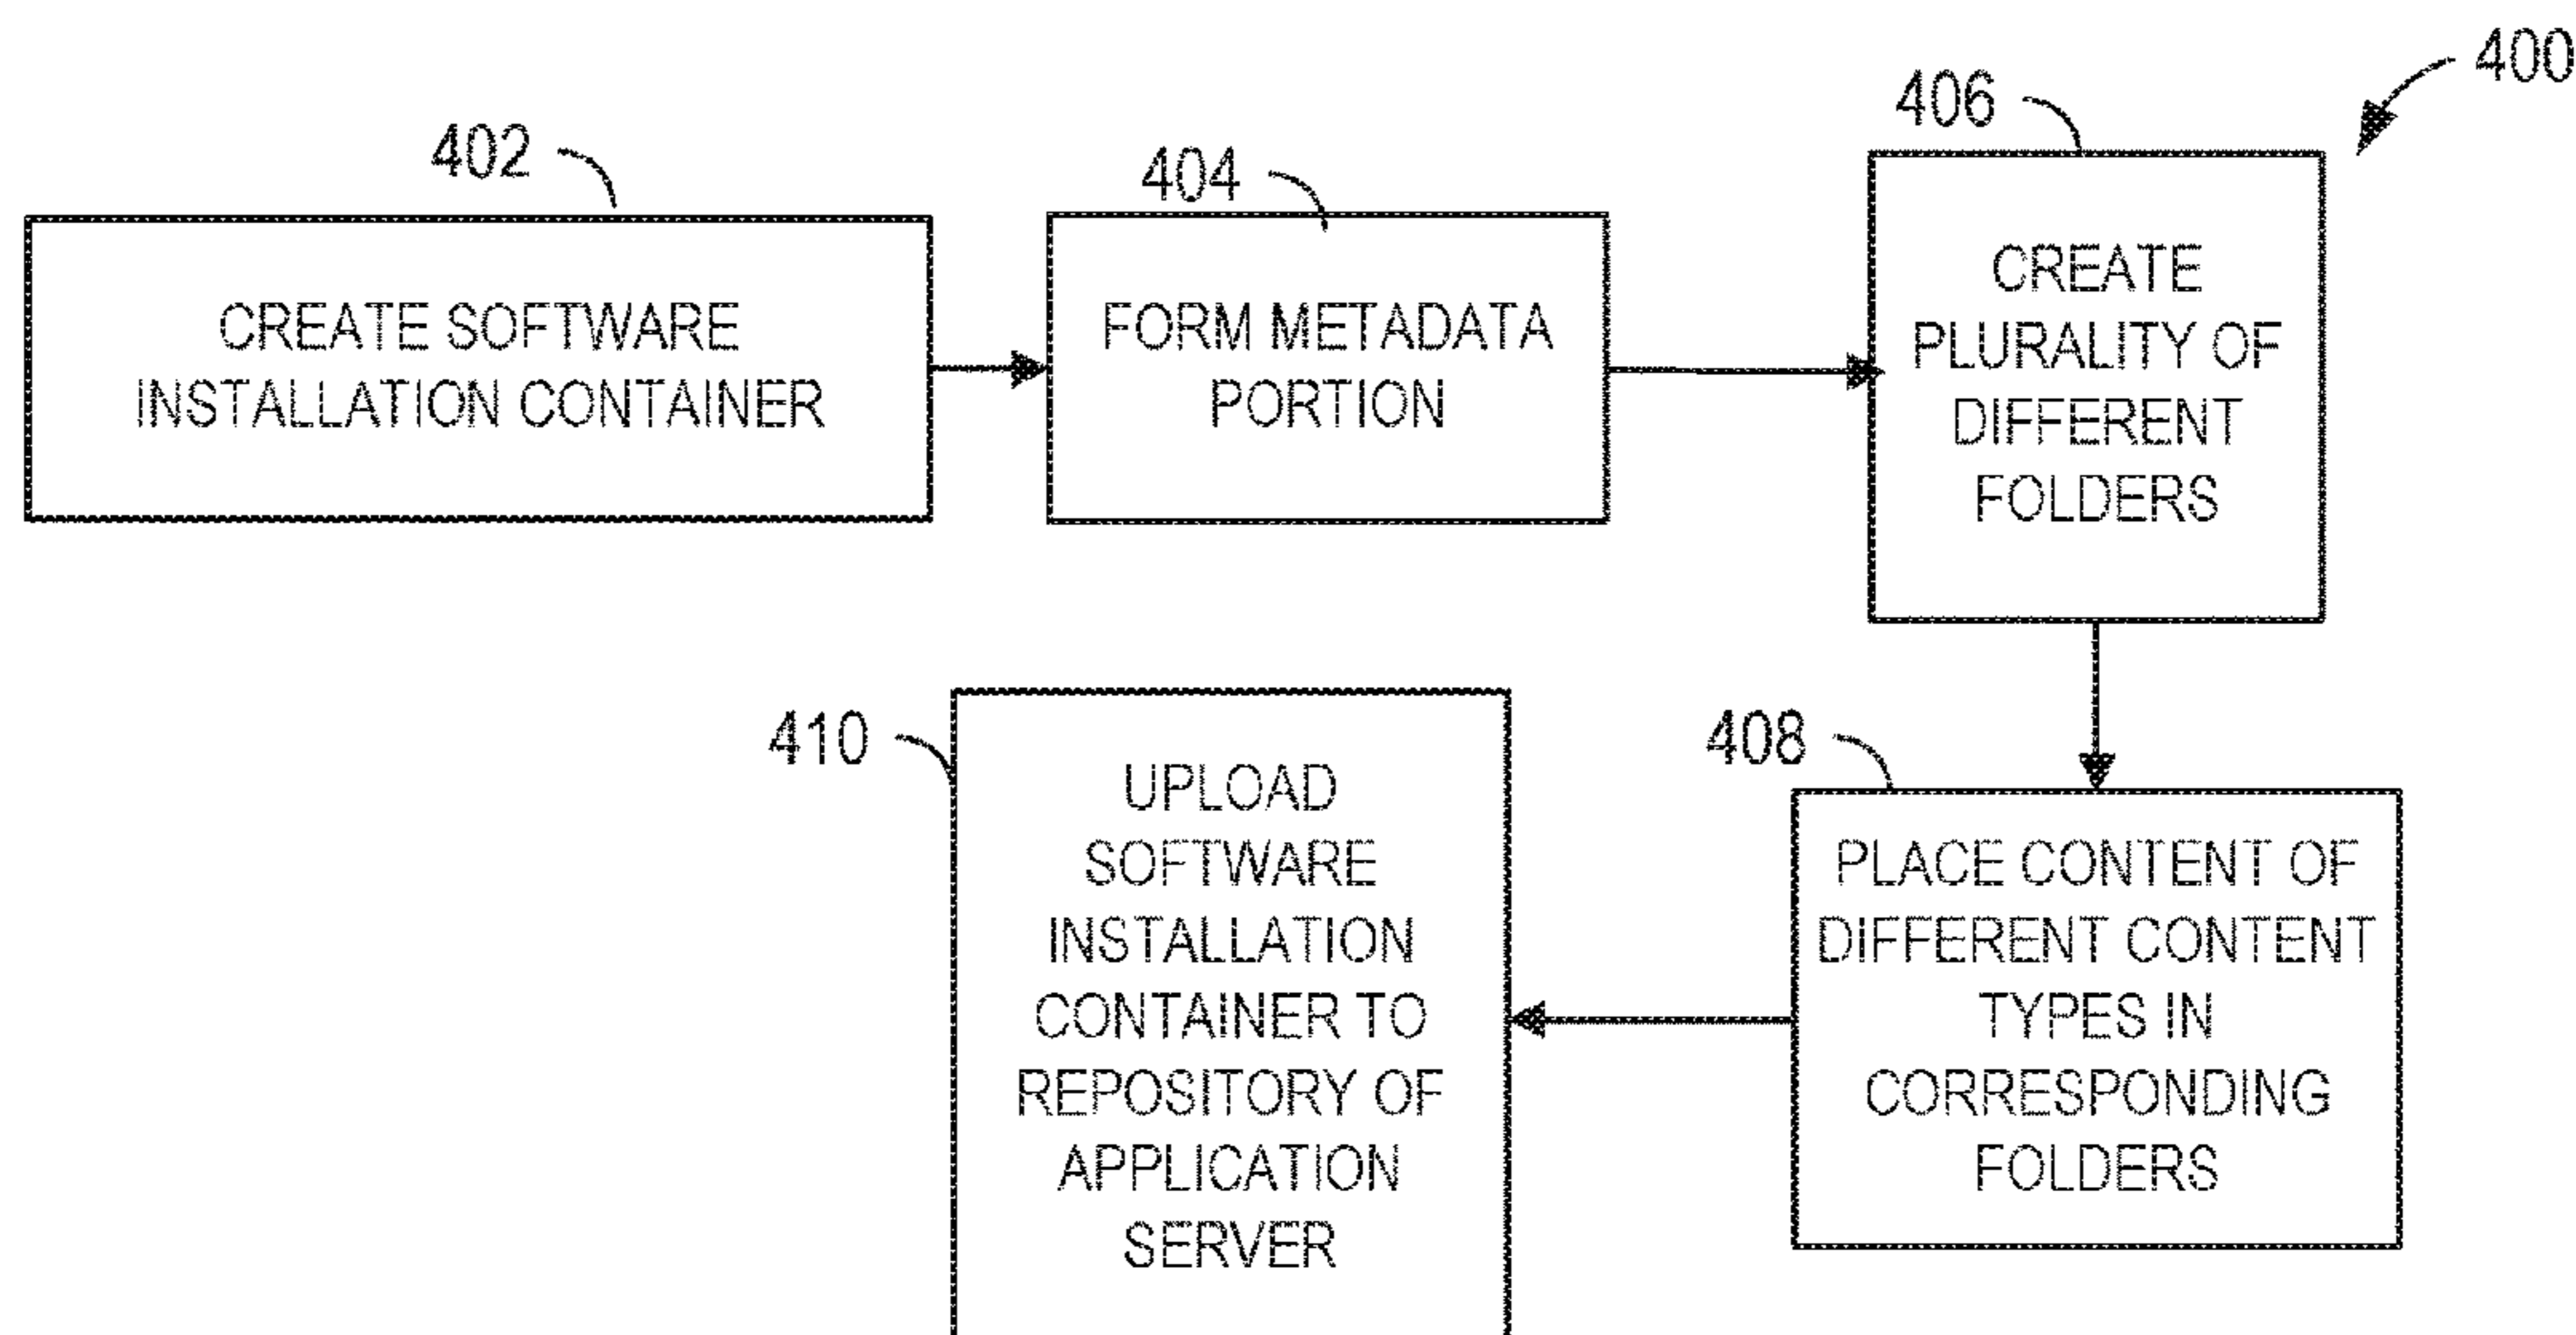 400
402
CREATE SOFTWARE
INSTALLATION CONTAINER
404
FORM METADATA
PORTION
406
CREATE
PLURALITY OF
DIFFERENT
FOLDERS
408
PLACE CONTENT OF
DIFFERENT CONTENT
TYPES IN
CORRESPONDING
FOLDERS
410
UPLOAD
SOFTWARE
INSTALLATION
CONTAINER TO
REPOSITORY OF
APPLICATION
SERVER